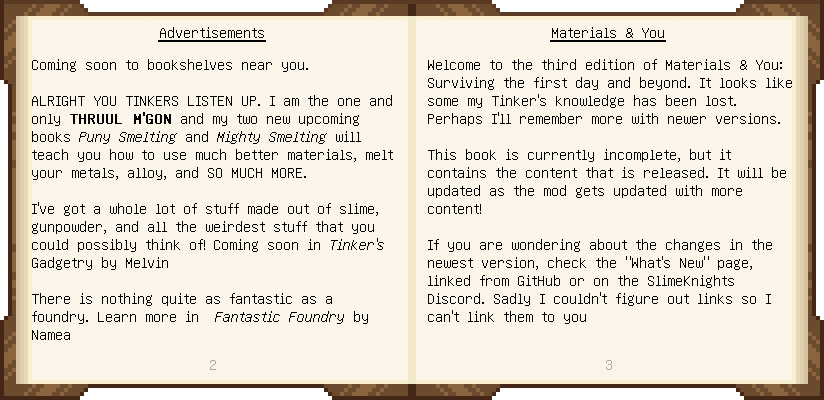 Advertisements
Coming soon to bookshelves near you.
ALRIGHT YOU TINKERS LISTEN UP. I am the one and
only THRUUL M'GON and my two new upcoming
books Puny Smelting and Mighty Smelting will
teach you how to use much better materials, melt
your metals, alloy, and SO MUCH MORE.
I've got a whole lot of stuff made out of slime,
gunpowder, and all the weirdest stuff that you
could possibly think of! Coming soon in Tinker's
Gadgetry by Melvin
There is nothing quite as fantastic as a
foundry. Learn more in Fantastic Foundry by
Namea
2
Materials & You
Welcome to the third edition of Materials & You:
Surviving the first day and beyond. It looks like
some my Tinker's knowledge has been lost.
Perhaps I'll remember more with newer versions.
This book is currently incomplete, but it
contains the content that is released. It will be
updated as the mod gets updated with more
content!
If you are wondering about the changes in the
newest version, check the "What's New" page,
linked from GitHub or on the SlimeKnights
Discord. Sadly I couldn't figure out links so I
can't link them to you
3